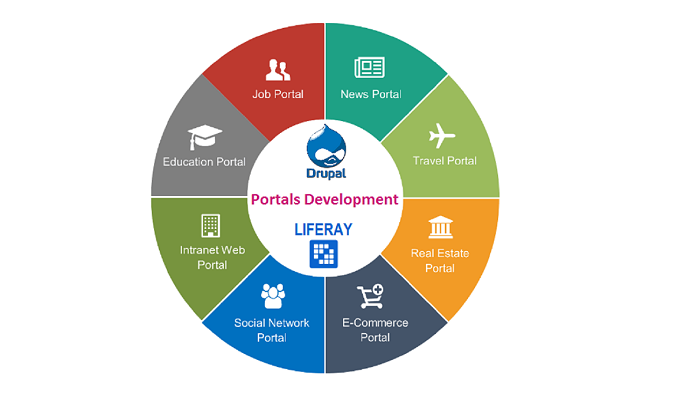 Job Portal
News Portal
Education Portal
Travel Portal
Drupal
Portals Development
LIFERAY
Intranet Web
Portal
Real Estate
Portal
Social Network
Portal
E-Commerce
Portal